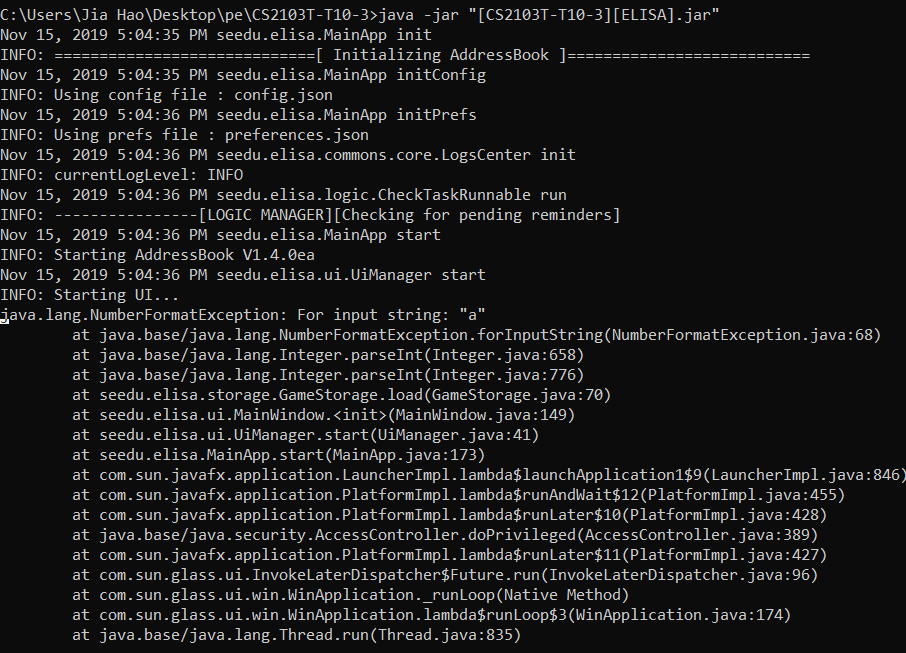 C:\Users\Jia Hao\Desktop\pe\CS2103T-T10-3>java -jar "[CS2103T-T10-3][ELISA].jar"
Nov 15, 2019 5:04:35 PM seedu.elisa.MainApp init
INFO: =============================[ Initializing AddressBook ]===========================
Nov 15, 2019 5:04:35 PM seedu.elisa.MainApp initConfig
INFO: Using config file : config.json
Nov 15, 2019 5:04:36 PM seedu.elisa.MainApp initPrefs
INFO: Using prefs file : preferences.json
Nov 15, 2019 5:04:36 PM seedu.elisa.commons.core.LogsCenter init
INFO: currentLogLevel: INFO
Nov 15, 2019 5:04:36 PM seedu.elisa.logic.CheckTaskRunnable run
INFO: ----------------[LOGIC MANAGER][Checking for pending reminders]
Nov 15, 2019 5:04:36 PM seedu.elisa.MainApp start
INFO: Starting AddressBook V1.4.0ea
Nov 15, 2019 5:04:36 PM seedu.elisa.ui.UiManager start
INFO: Starting UI...
java.lang.NumberFormatException: For input string: "a"
        at java.base/java.lang.NumberFormatException.forInputString(NumberFormatException.java:68)
        at java.base/java.lang.Integer.parseInt(Integer.java:658)
        at java.base/java.lang.Integer.parseInt(Integer.java:776)
        at seedu.elisa.storage.GameStorage.load(GameStorage.java:70)
        at seedu.elisa.ui.MainWindow.<init>(MainWindow.java:149)
        at seedu.elisa.ui.UiManager.start(UiManager.java:41)
        at seedu.elisa.MainApp.start(MainApp.java:173)
        at com.sun.javafx.application.LauncherImpl.lambda$launchApplication1$9(LauncherImpl.java:846)
        at com.sun.javafx.application.PlatformImpl.lambda$runAndWait$12(PlatformImpl.java:455)
        at com.sun.javafx.application.PlatformImpl.lambda$runLater$10(PlatformImpl.java:428)
        at java.base/java.security.AccessController.doPrivileged(AccessController.java:389)
        at com.sun.javafx.application.PlatformImpl.lambda$runLater$11(PlatformImpl.java:427)
        at com.sun.glass.ui.InvokeLaterDispatcher$Future.run(InvokeLaterDispatcher.java:96)
        at com.sun.glass.ui.win.WinApplication._runLoop(Native Method)
        at com.sun.glass.ui.win.WinApplication.lambda$runLoop$3(WinApplication.java:174)
        at java.base/java.lang.Thread.run(Thread.java:835)